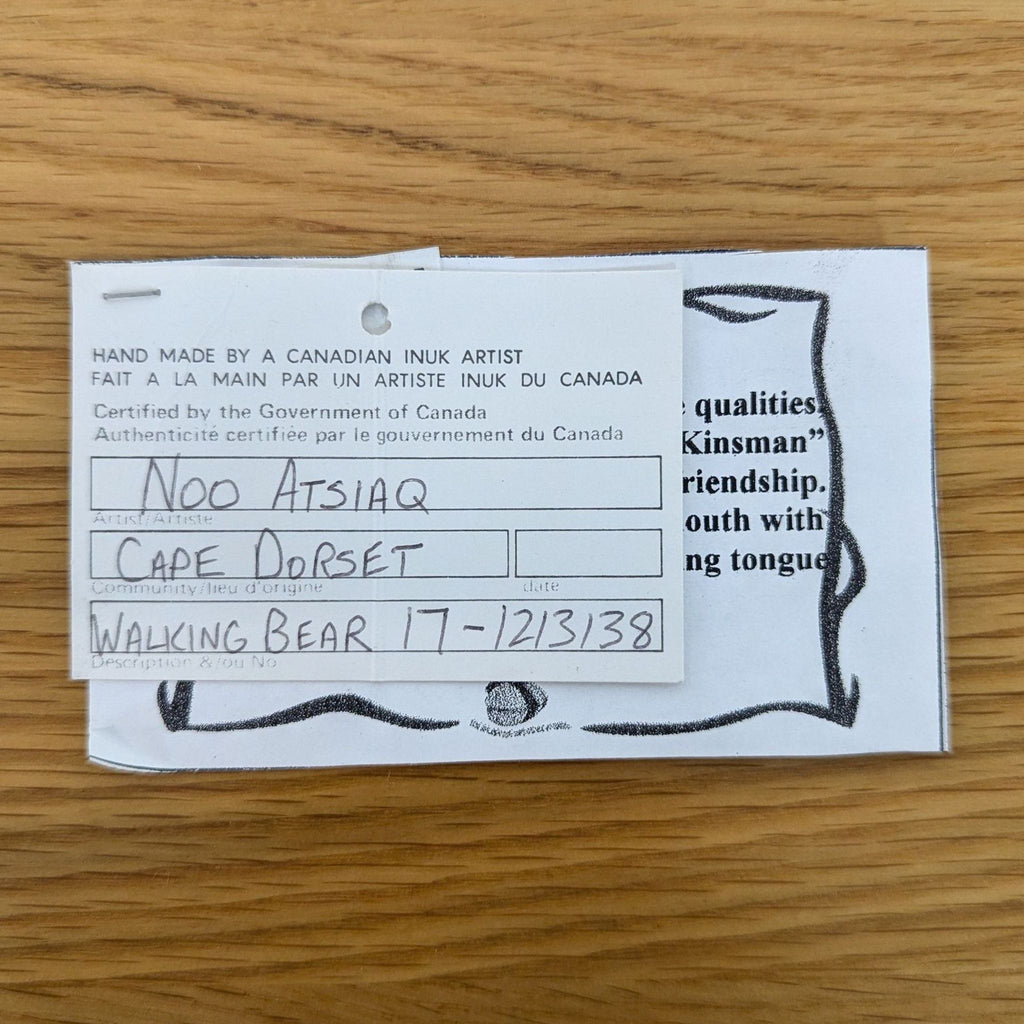 HAND MADE BY A CANADIAN INUK ARTIST
FAIT A LA MAIN PAR UN ARTISTE INUK DU CANADA
Certified by the Government of Canada
Authenticité certifiée par le gouvernement du Canada
NOO ATSIAQ
Artist/Artiste
CAPE DORSET
Community/lieu d'origine date
WALKING BEAR 17-1213138
Description &/ou No
qualities
Kinsman”
riendship.
outh with
ng tongue